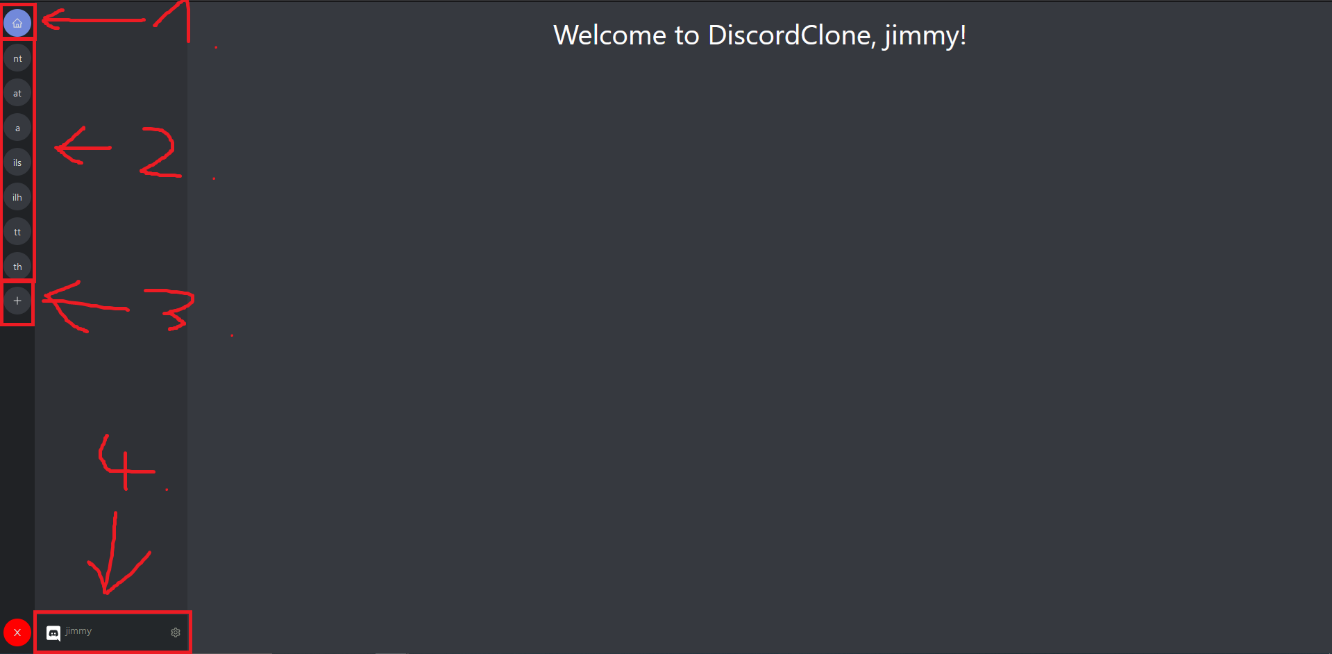 1.
Welcome to DiscordClone, jimmy!
nt
at
a
2.
ils
ilh
tt
th
+
3.
4.
X
jimmy